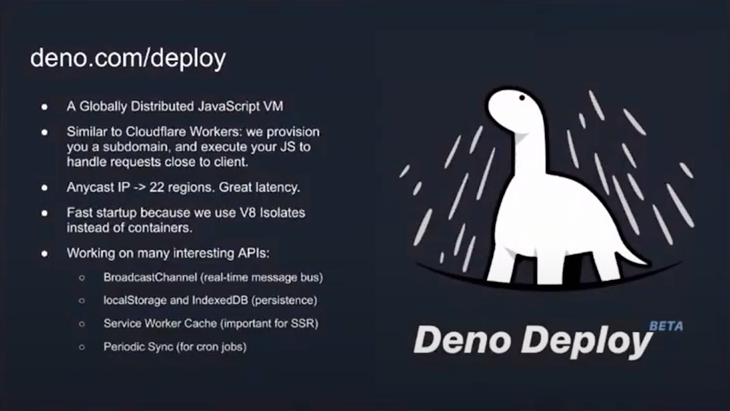 deno.com/deploy
● A Globally Distributed JavaScript VM
● Similar to Cloudflare Workers: we provision
you a subdomain, and execute your JS to
handle requests close to client.
● Anycast IP -> 22 regions. Great latency.
● Fast startup because we use V8 Isolates
instead of containers.
● Working on many interesting APIs:
○ BroadcastChannel (real-time message bus)
○ localStorage and IndexedDB (persistence)
○ Service Worker Cache (important for SSR)
○ Periodic Sync (for cron jobs)
Deno Deploy BETA